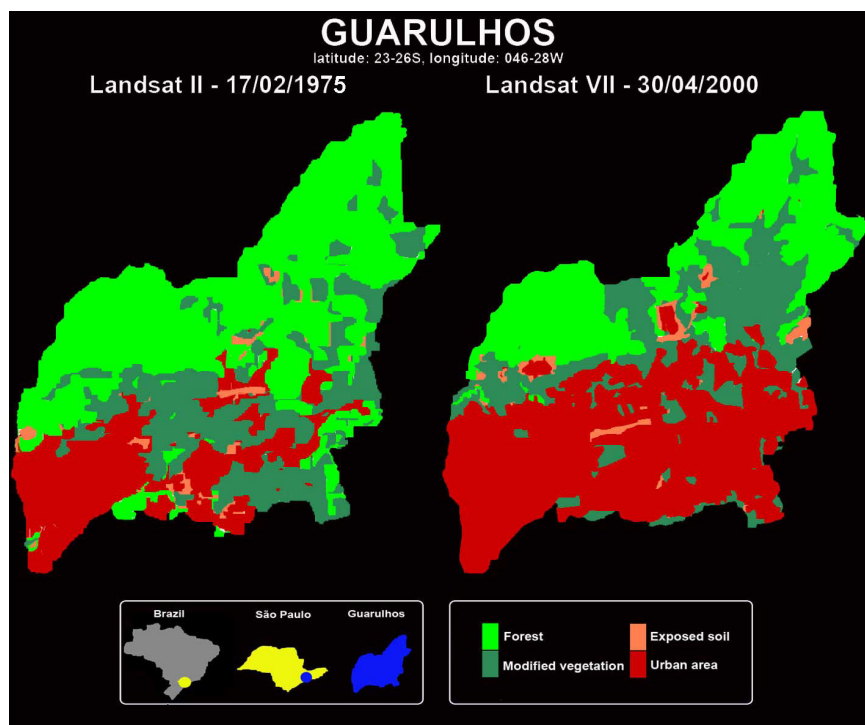 GUARULHOS
latitude: 23-26S, longitude: 046-28W
Landsat II - 17/02/1975
Landsat VII - 30/04/2000
Brazil
São Paulo
Guarulhos
Forest
Exposed soil
Modified vegetation
Urban area